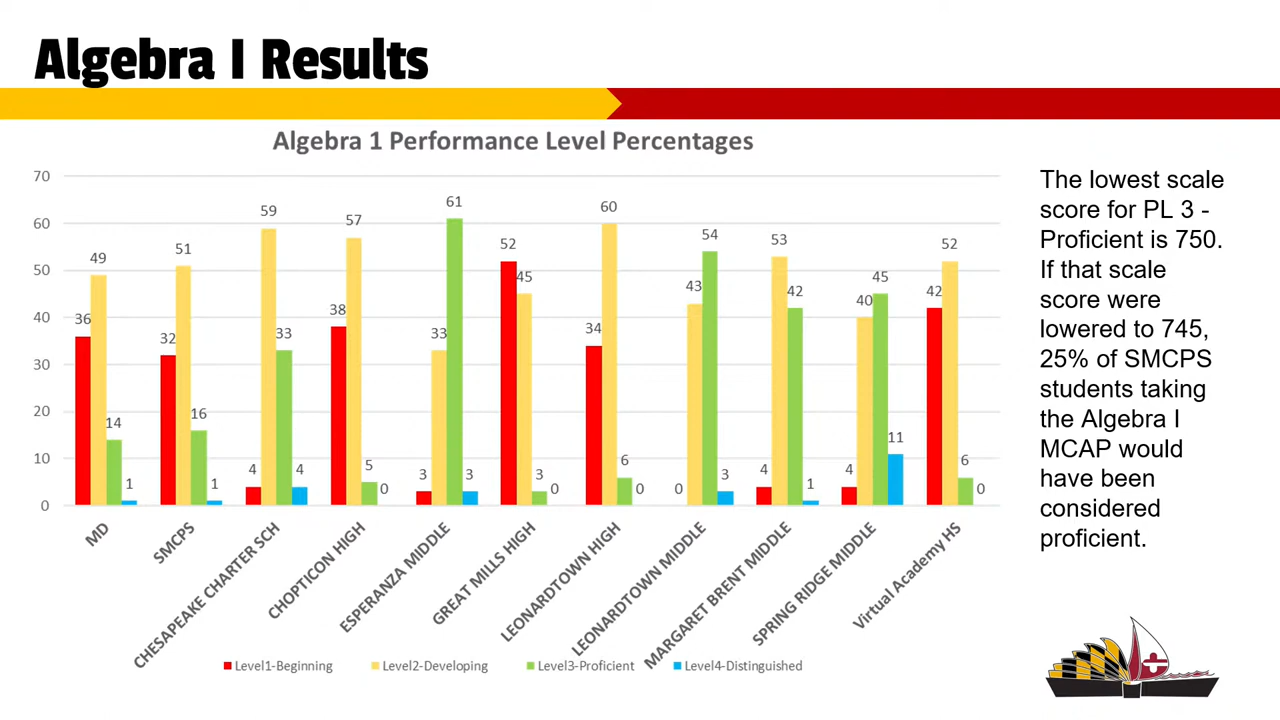 Algebra I Results
Algebra 1 Performance Level Percentages
70
60
50
40
30
20
10
0
36
49
14
1
32
51
16
1
4
59
33
4
38
57
5
0
3
33
61
3
52
45
3
0
34
60
6
0
43
54
3
4
53
42
1
4
40
45
11
42
52
6
0
MD
SMCPS
CHESAPEAKE CHARTER SCH
CHOPTICON HIGH
ESPERANZA MIDDLE
GREAT MILLS HIGH
LEONARDTOWN HIGH
LEONARDTOWN MIDDLE
MARGARET BRENT MIDDLE
SPRING RIDGE MIDDLE
Virtual Academy HS
Level1-Beginning
Level2-Developing
Level3-Proficient
Level4-Distinguished
The lowest scale
score for PL 3 -
Proficient is 750.
If that scale
score were
lowered to 745,
25% of SMCPS
students taking
the Algebra I
MCAP would
have been
considered
proficient.